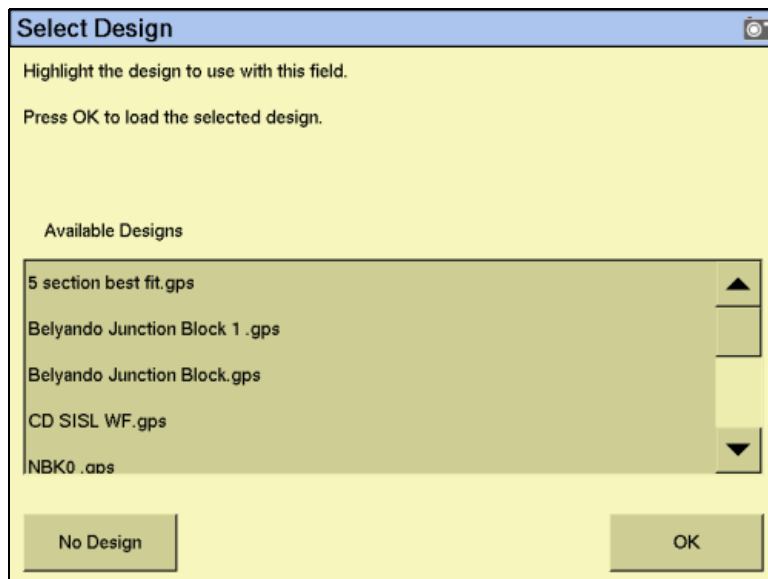 Select Design
Highlight the design to use with this field.
Press OK to load the selected design.
Available Designs
5 section best fit.gps
Belyando Junction Block 1 .gps
Belyando Junction Block.gps
CD SISL WF.gps
NBK0 .gps
No Design
OK